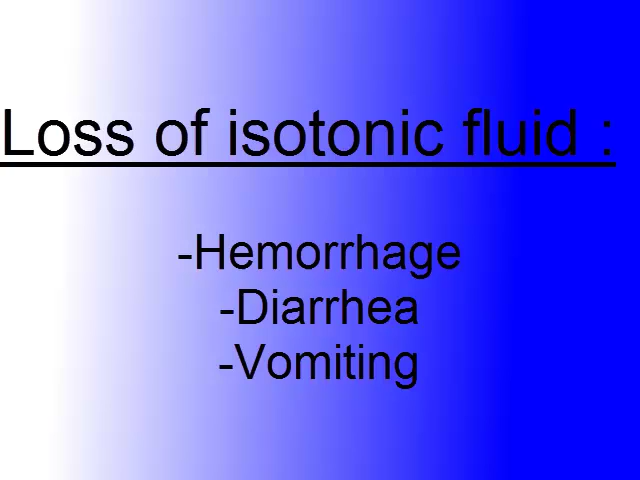 Loss of isotonic fluid :
-Hemorrhage
-Diarrhea
-Vomiting